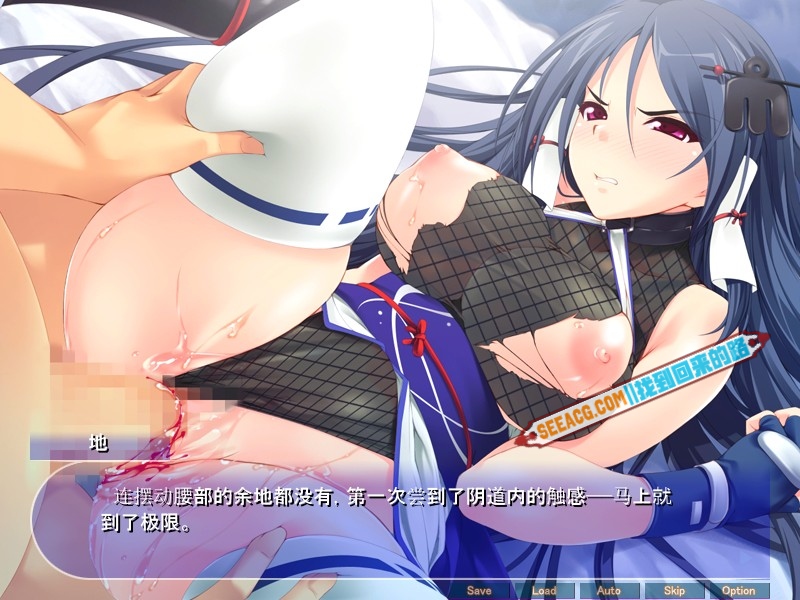 SEEACG.COM||找到回来的路
地
连摆动腰部的余地都没有，第一次尝到了阴道内的触感──马上就
到了极限。
Save Load Auto Skip Option